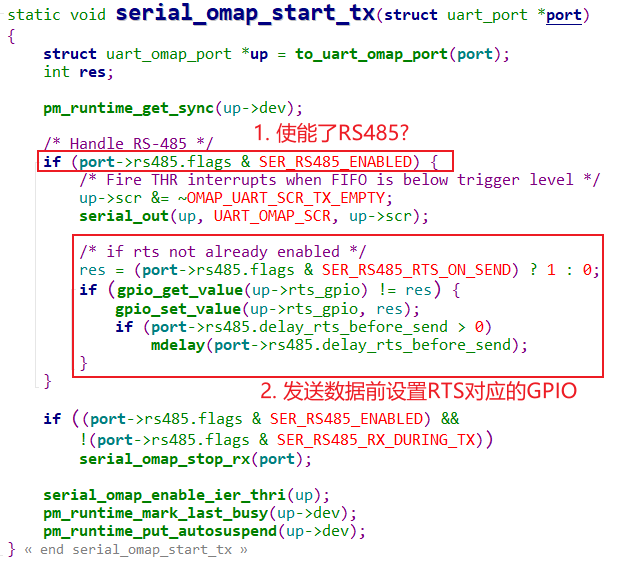 static void serial_omap_start_tx(struct uart_port *port)
{
struct uart_omap_port *up = to_uart_omap_port(port);
int res;
pm_runtime_get_sync(up->dev);
1. 使能了RS485?
/* Handle RS-485 */
if (port->rs485.flags & SER_RS485_ENABLED) {
/* Fire THR interrupts when FIFO is below trigger level */
up->scr &= ~OMAP_UART_SCR_TX_EMPTY;
serial_out(up, UART_OMAP_SCR, up->scr);
/* if rts not already enabled */
res = (port->rs485.flags & SER_RS485_RTS_ON_SEND) ? 1 : 0;
if (gpio_get_value(up->rts_gpio) != res) {
gpio_set_value(up->rts_gpio, res);
if (port->rs485.delay_rts_before_send > 0)
mdelay(port->rs485.delay_rts_before_send);
}
}
2. 发送数据前设置RTS对应的GPIO
if ((port->rs485.flags & SER_RS485_ENABLED) &&
!(port->rs485.flags & SER_RS485_RX_DURING_TX))
serial_omap_stop_rx(port);
serial_omap_enable_ier_thri(up);
pm_runtime_mark_last_busy(up->dev);
pm_runtime_put_autosuspend(up->dev);
} « end serial_omap_start_tx »